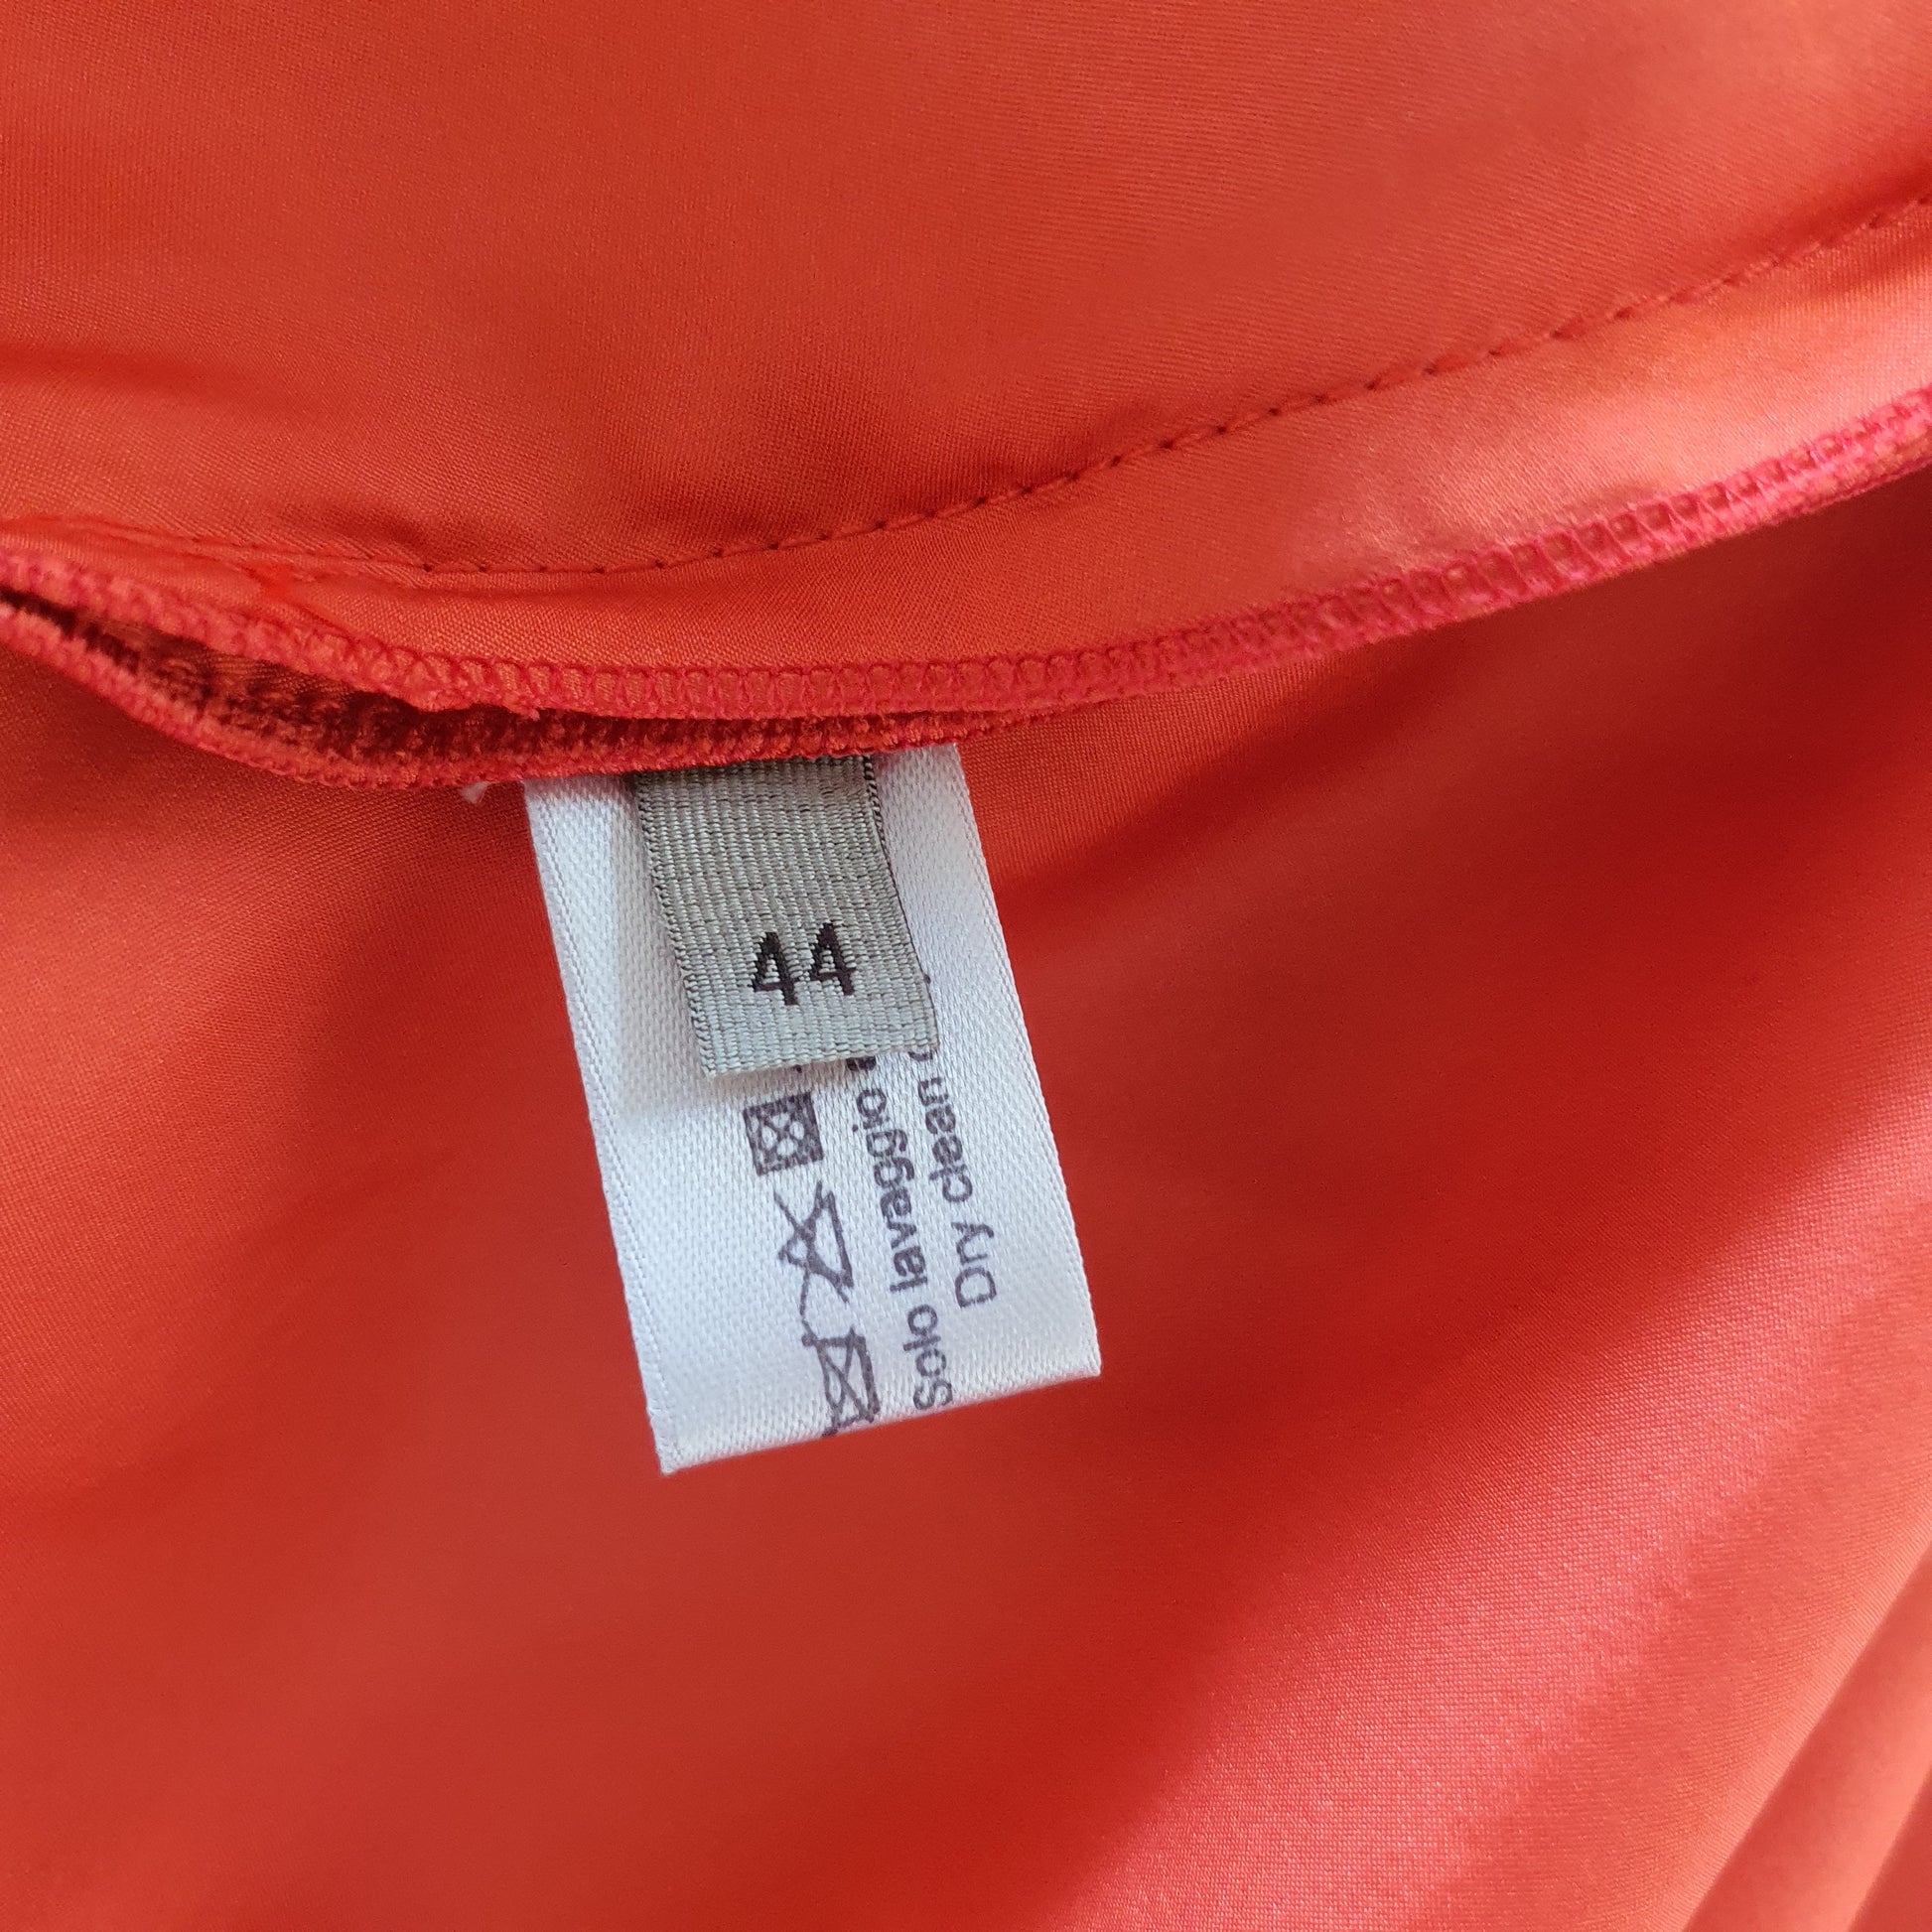 44
Solo lavaggio
Dry clean